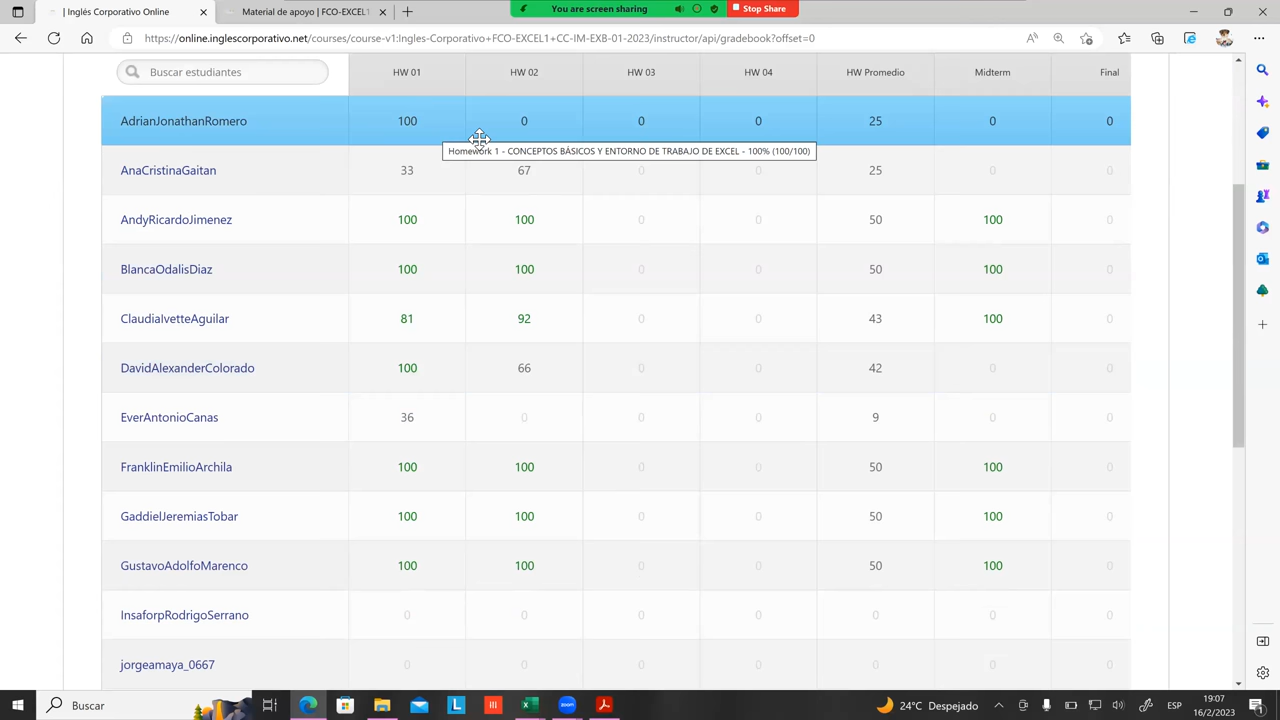 | Inglés Corporativo Online
Material de apoyo | FCO-EXCEL1
You are screen sharing
Stop Share
https://online.inglescorporativo.net/courses/course-v1:Ingles-Corporativo+FCO-EXCEL1+CC-IM-EXB-01-2023/instructor/api/gradebook?offset=0
Buscar estudiantes HW 01 HW 02 HW 03 HW 04 HW Promedio Midterm Final
AdrianJonathanRomero 100 0 0 0 25 0 0
Homework 1 - CONCEPTOS BÁSICOS Y ENTORNO DE TRABAJO DE EXCEL - 100% (100/100)
AnaCristinaGaitan 33 67 0 0 25 0 0
AndyRicardoJimenez 100 100 0 0 50 100 0
BlancaOdalisDiaz 100 100 0 0 50 100 0
ClaudiaIvetteAguilar 81 92 0 0 43 100 0
DavidAlexanderColorado 100 66 0 0 42 0 0
EverAntonioCanas 36 0 0 0 9 0 0
FranklinEmilioArchila 100 100 0 0 50 100 0
GaddielJeremiasTobar 100 100 0 0 50 100 0
GustavoAdolfoMarenco 100 100 0 0 50 100 0
InsaforpRodrigoSerrano 0 0 0 0 0 0 0
jorgeamaya_0667 0 0 0 0 0 0 0
Buscar
zoom
24°C Despejado
ESP
19:07
16/2/2023